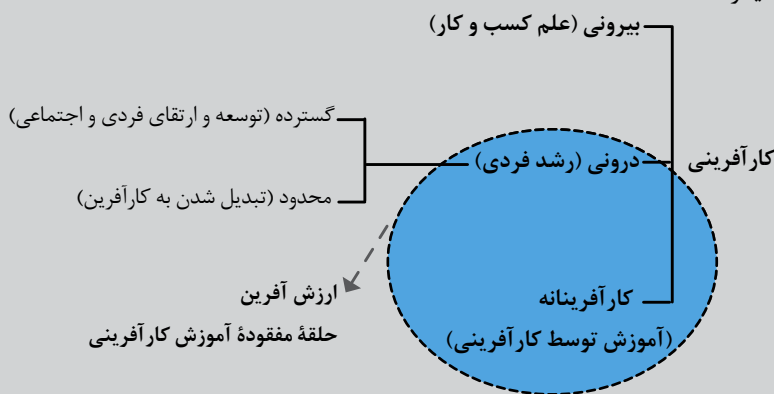 بیرونی (علم کسب و کار)
گسترده (توسعه و ارتقای فردی و اجتماعی)
کارآفرینی
درونی (رشد فردی)
محدود (تبدیل شدن به کارآفرین)
کارآفرینانه
(آموزش توسط کارآفرینی)
ارزش آفرین
حلقهٔ مفقودهٔ آموزش کارآفرینی